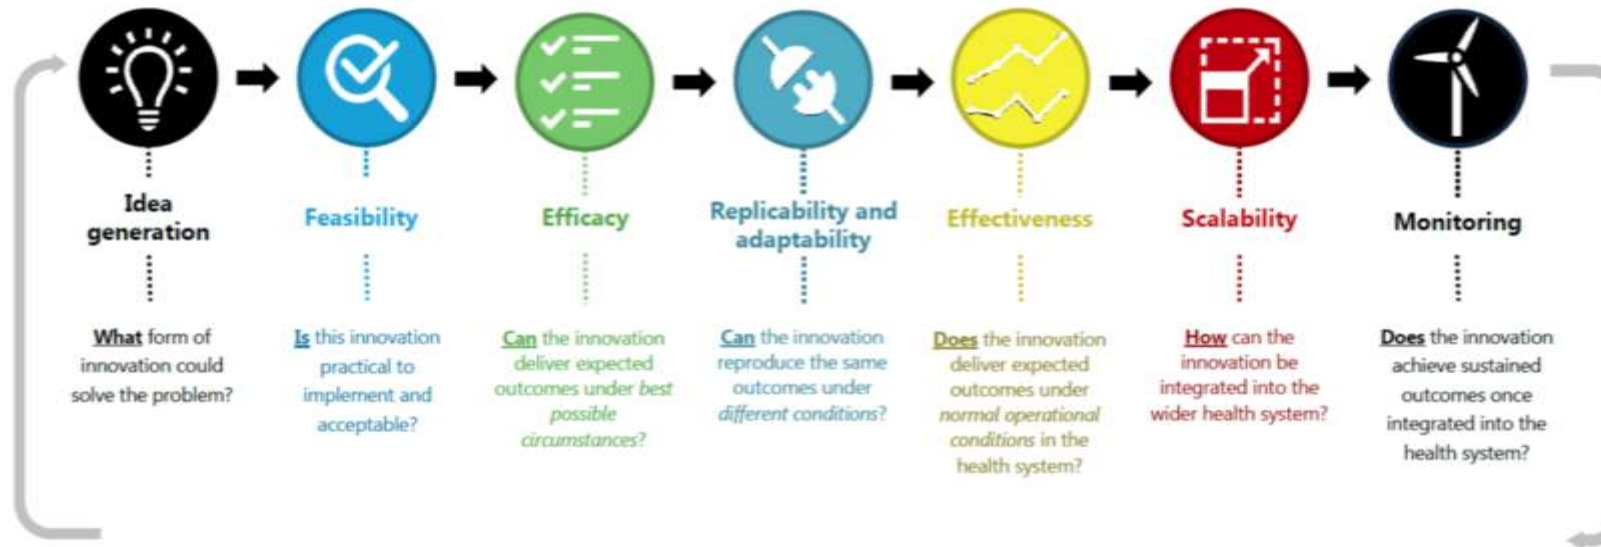 Idea
generation
Feasibility
Efficacy
Replicability and
adaptability
Effectiveness
Scalability
Monitoring
What form of
innovation could
solve the problem?
Is this innovation
practical to
implement and
acceptable?
Can the innovation
deliver expected
outcomes under best
possible
circumstances?
Can the innovation
reproduce the same
outcomes under
different conditions?
Does the innovation
deliver expected
outcomes under
normal operational
conditions in the
health system?
How can the
innovation be
integrated into the
wider health system?
Does the innovation
achieve sustained
outcomes once
integrated into the
health system?